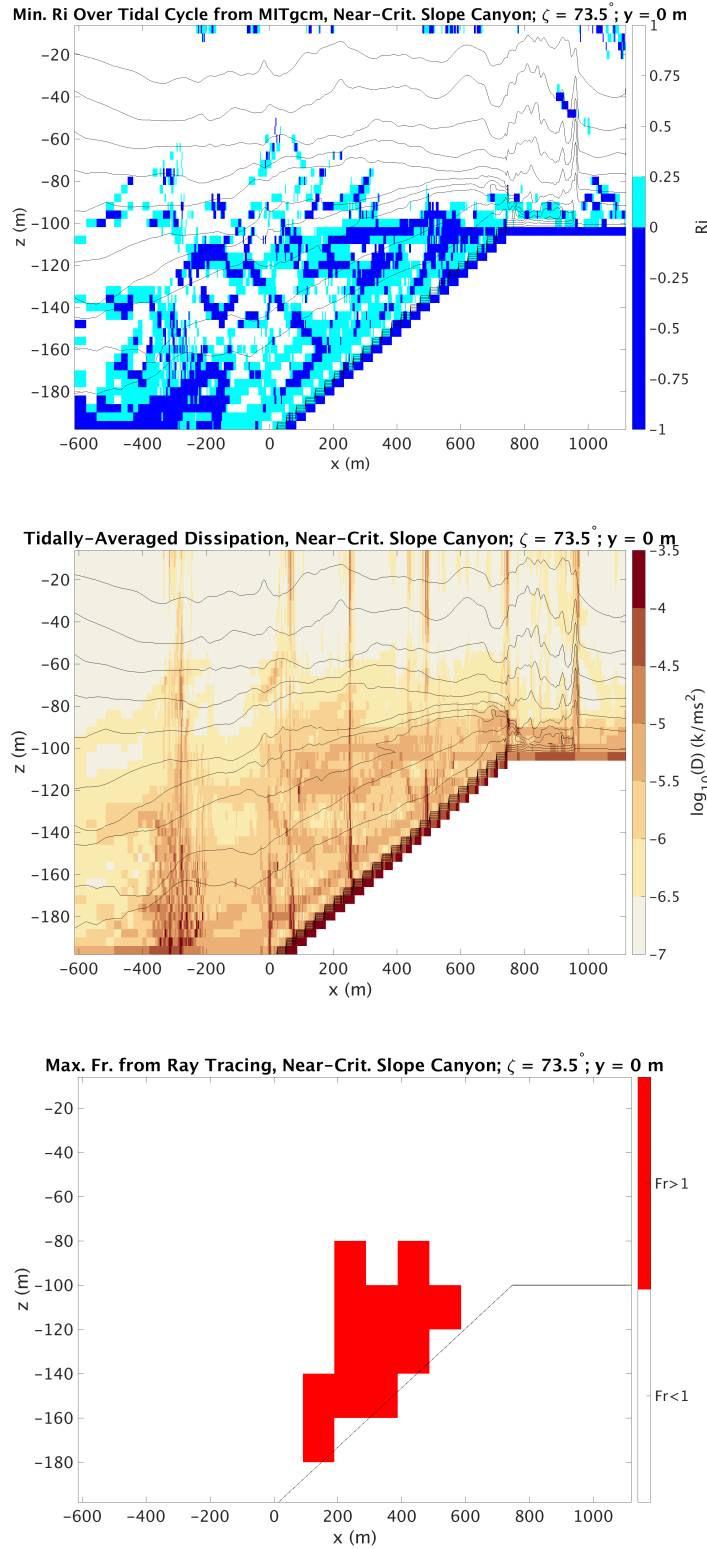 Min. Ri Over Tidal Cycle from MITgcm, Near-Crit. Slope Canyon; ζ = 73.5°; y = 0 m
−20
−40
−60
−80
−100
−120
−140
−160
−180
z (m)
−600 −400 −200 0 200 400 600 800 1000
x (m)
1
0.75
0.5
0.25
0
−0.25
−0.5
−0.75
−1
Ri
Tidally-Averaged Dissipation, Near-Crit. Slope Canyon; ζ = 73.5°; y = 0 m
−20
−40
−60
−80
−100
−120
−140
−160
−180
z (m)
−600 −400 −200 0 200 400 600 800 1000
x (m)
−3.5
−4
−4.5
−5
−5.5
−6
−6.5
−7
log10(D) (k/ms2)
Max. Fr. from Ray Tracing, Near-Crit. Slope Canyon; ζ = 73.5°; y = 0 m
−20
−40
−60
−80
−100
−120
−140
−160
−180
z (m)
−600 −400 −200 0 200 400 600 800 1000
x (m)
Fr>1
Fr<1